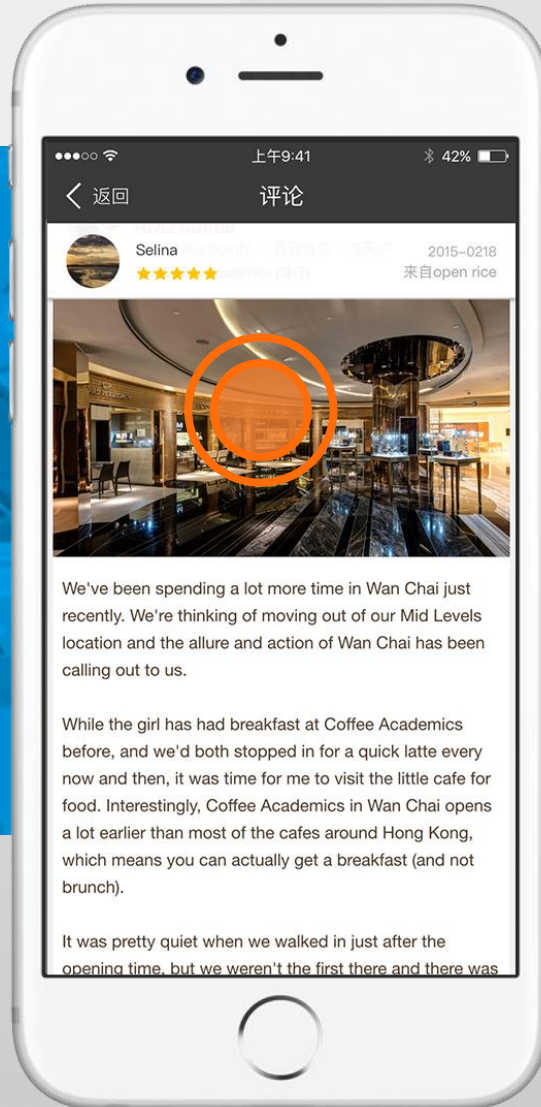 上午9:41
42%
返回
评论
AND coffee
Selina
2015-0218
来自open rice
We've been spending a lot more time in Wan Chai just
recently. We're thinking of moving out of our Mid Levels
location and the allure and action of Wan Chai has been
calling out to us.
While the girl has had breakfast at Coffee Academics
before, and we'd both stopped in for a quick latte every
now and then, it was time for me to visit the little cafe for
food. Interestingly, Coffee Academics in Wan Chai opens
a lot earlier than most of the cafes around Hong Kong,
which means you can actually get a breakfast (and not
brunch).
It was pretty quiet when we walked in just after the
opening time, but we weren't the first there and there was